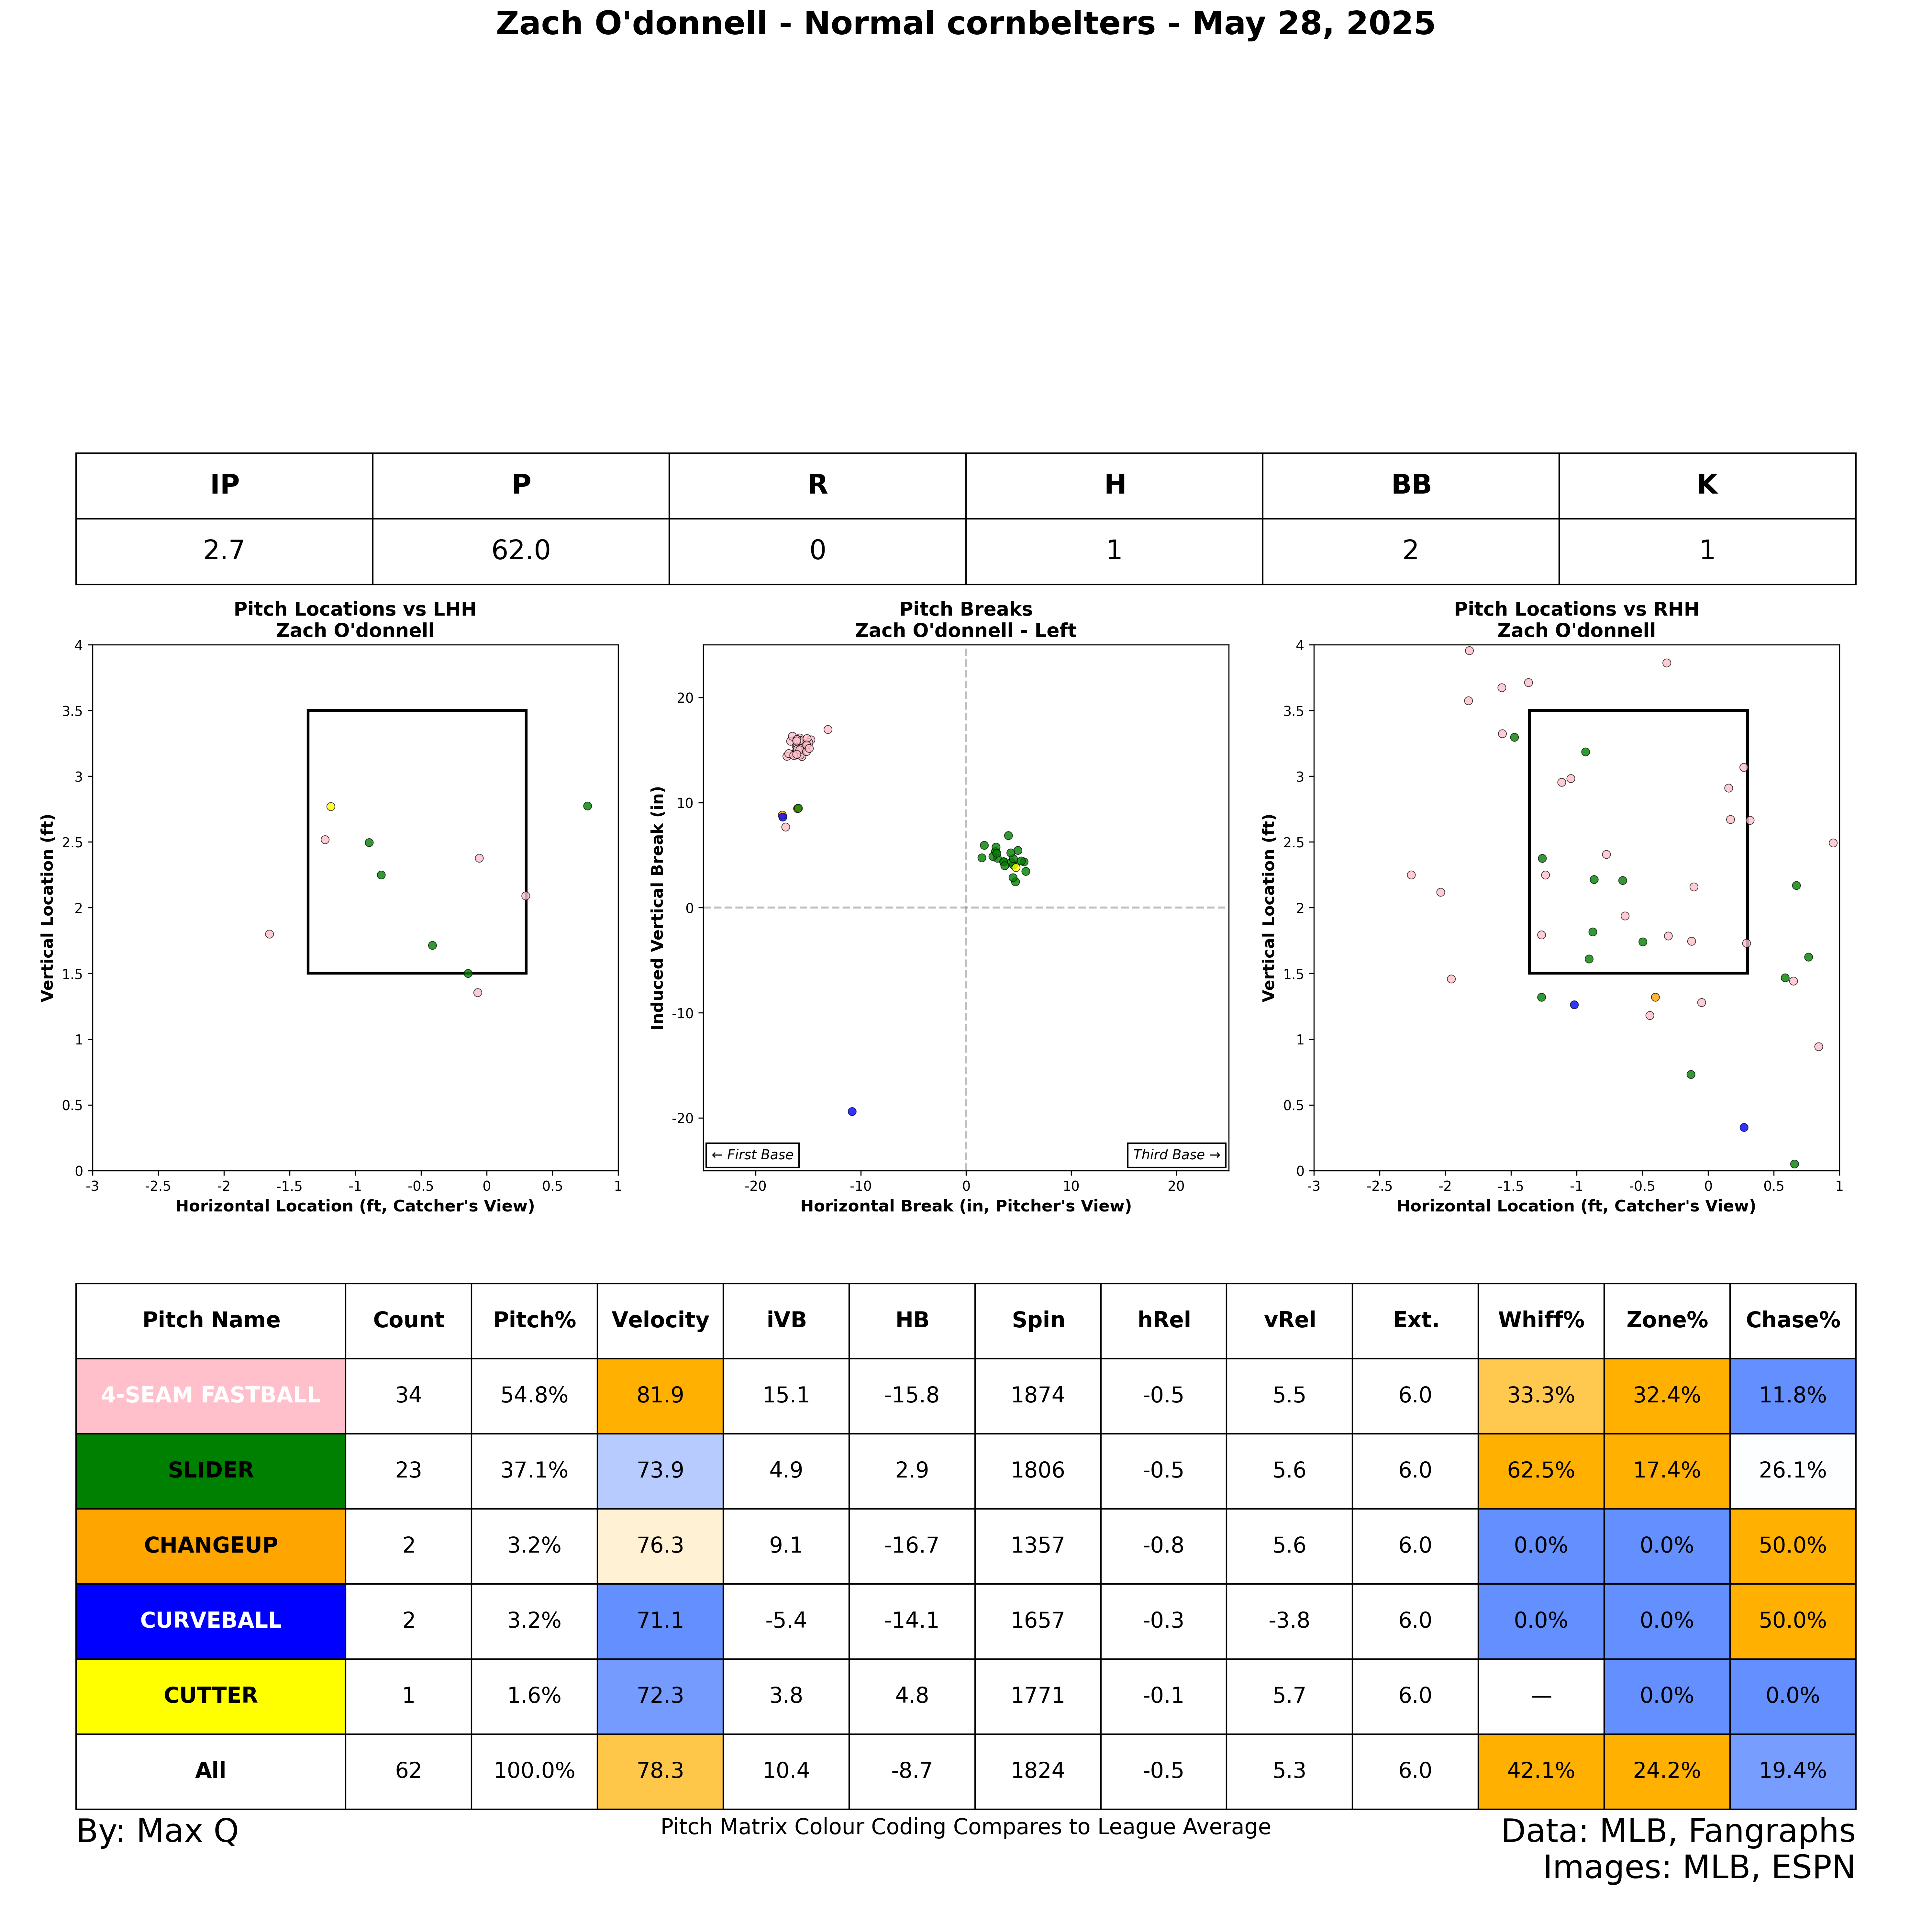 Zach O'donnell - Normal cornbelters - May 28, 2025
IP P R H BB K
2.7 62.0 0 1 2 1
Pitch Locations vs LHH
Zach O'donnell
4
3.5
3
2.5
2
1.5
1
0.5
0
-3 -2.5 -2 -1.5 -1 -0.5 0 0.5 1
Vertical Location (ft)
Horizontal Location (ft, Catcher's View)
Pitch Breaks
Zach O'donnell - Left
20
10
0
-10
-20
-20 -10 0 10 20
Induced Vertical Break (in)
← First Base
Third Base →
Horizontal Break (in, Pitcher's View)
Pitch Locations vs RHH
Zach O'donnell
4
3.5
3
2.5
2
1.5
1
0.5
0
-3 -2.5 -2 -1.5 -1 -0.5 0 0.5 1
Vertical Location (ft)
Horizontal Location (ft, Catcher's View)
Pitch Name Count Pitch% Velocity iVB HB Spin hRel vRel Ext. Whiff% Zone% Chase%
4-SEAM FASTBALL 34 54.8% 81.9 15.1 -15.8 1874 -0.5 5.5 6.0 33.3% 32.4% 11.8%
SLIDER 23 37.1% 73.9 4.9 2.9 1806 -0.5 5.6 6.0 62.5% 17.4% 26.1%
CHANGEUP 2 3.2% 76.3 9.1 -16.7 1357 -0.8 5.6 6.0 0.0% 0.0% 50.0%
CURVEBALL 2 3.2% 71.1 -5.4 -14.1 1657 -0.3 -3.8 6.0 0.0% 0.0% 50.0%
CUTTER 1 1.6% 72.3 3.8 4.8 1771 -0.1 5.7 6.0 — 0.0% 0.0%
All 62 100.0% 78.3 10.4 -8.7 1824 -0.5 5.3 6.0 42.1% 24.2% 19.4%
By: Max Q
Pitch Matrix Colour Coding Compares to League Average
Data: MLB, Fangraphs
Images: MLB, ESPN